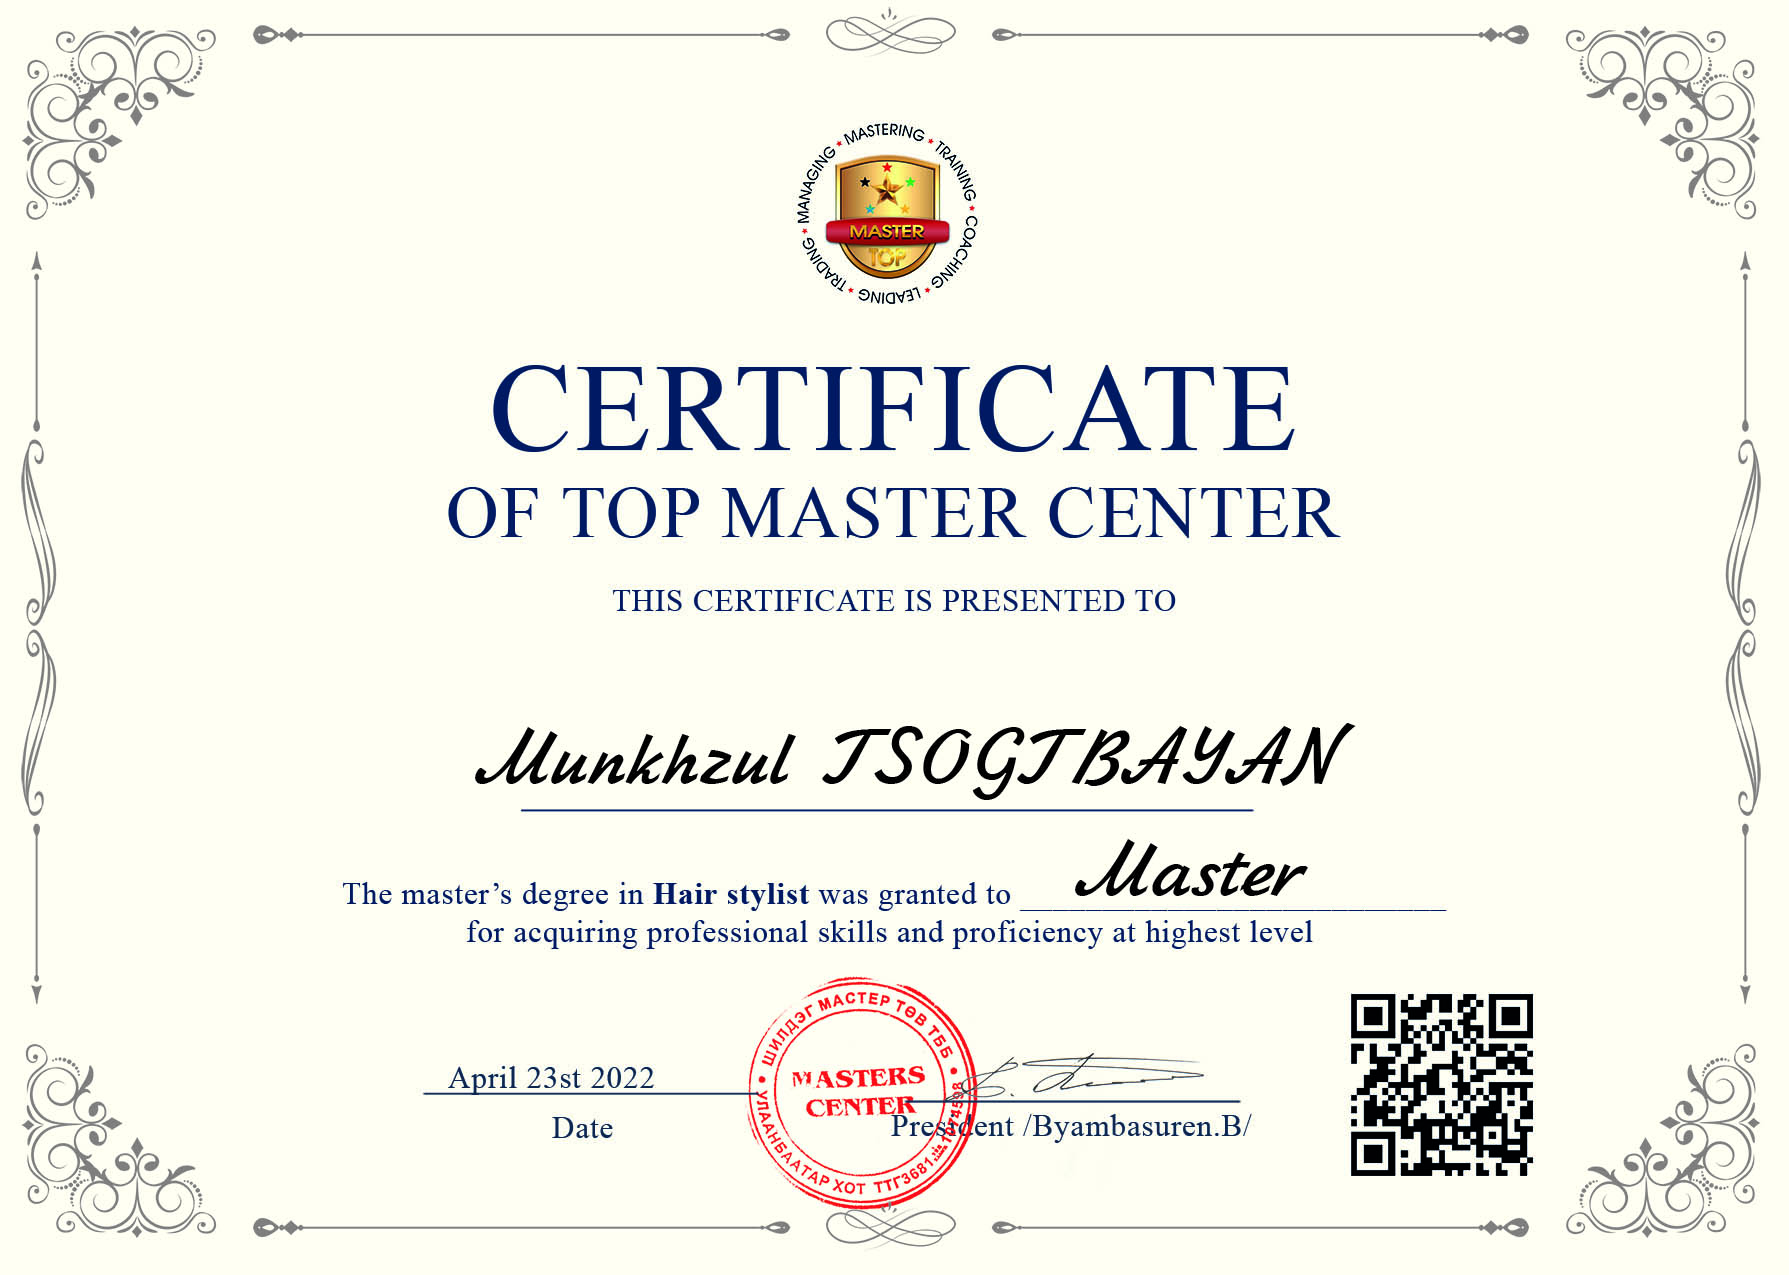 MANAGING * MASTERING * TRAINING * COACHING * LEADING * TRADING *
MASTER
TOP
CERTIFICATE
OF TOP MASTER CENTER
THIS CERTIFICATE IS PRESENTED TO
Munkhzul TSOGTBAYAN
The master’s degree in Hair stylist was granted to Master
for acquiring professional skills and proficiency at highest level
April 23st 2022
Date
ШИЛДЭГ МАСТЕР ТӨВ ТББ
MASTERS
CENTER
УЛААНБААТАР ХОТ ТТГ3681
President /Byambasuren.B/